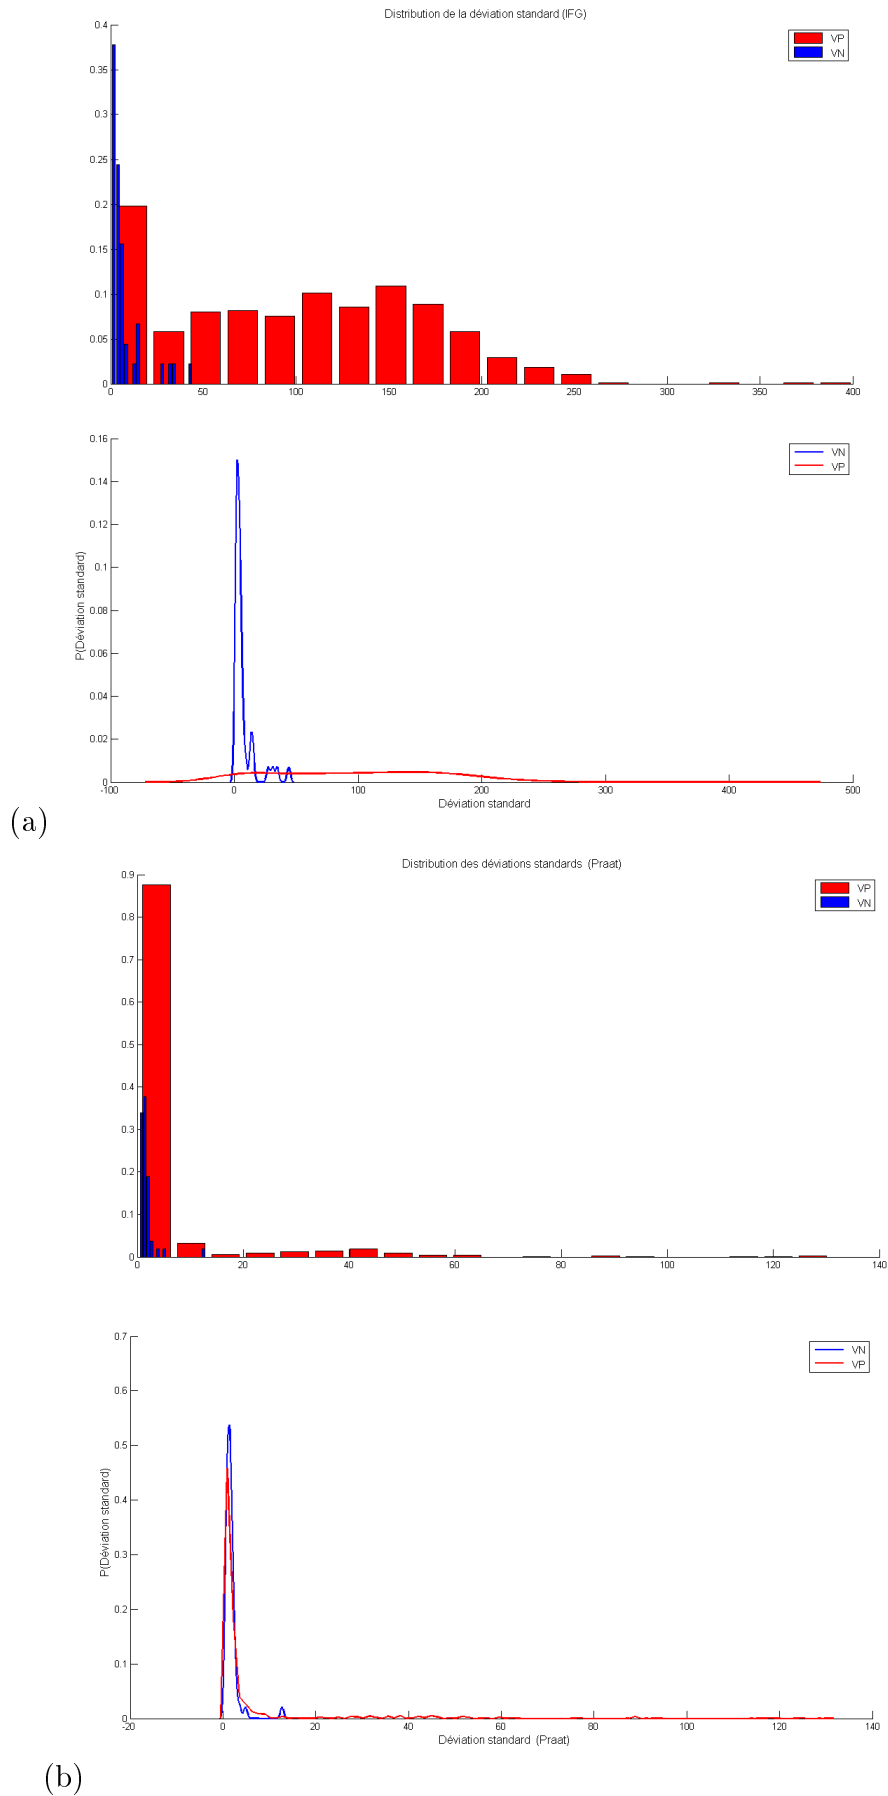 Distribution de la déviation standard (IFG)
0.4
0.35
0.3
0.25
0.2
0.15
0.1
0.05
0
0 50 100 150 200 250 300 350 400
VP
VN
0.16
0.14
0.12
0.1
0.08
0.06
0.04
0.02
0
P(Déviation standard)
-100 0 100 200 300 400 500
Déviation standard
VN
VP
(a)
Distribution des déviations standards (Praat)
0.9
0.8
0.7
0.6
0.5
0.4
0.3
0.2
0.1
0
0 20 40 60 80 100 120 140
VP
VN
0.7
0.6
0.5
0.4
0.3
0.2
0.1
0
P(Déviation standard)
-20 0 20 40 60 80 100 120 140
Déviation standard (Praat)
VN
VP
(b)